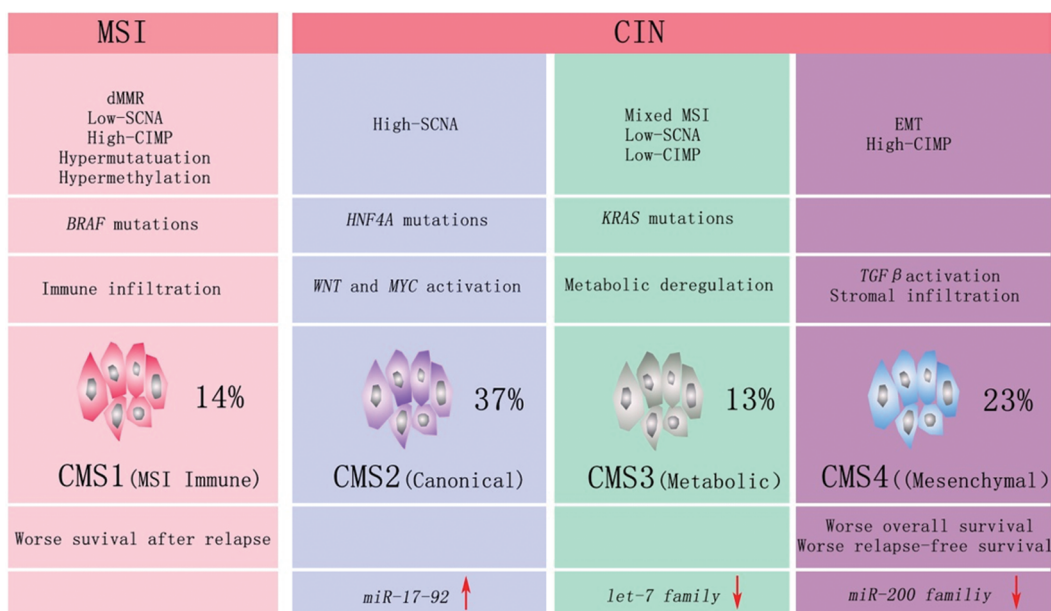 MSI
CIN
dMMR
Low-SCNA
High-CIMP
Hypermutatuation
Hypermethylation
High-SCNA
Mixed MSI
Low-SCNA
Low-CIMP
EMT
High-CIMP
BRAF mutations
HNF4A mutations
KRAS mutations
Immune infiltration
WNT and MYC activation
Metabolic deregulation
TGFβ activation
Stromal infiltration
14%
37%
13%
23%
CMS1(MSI Immune)
CMS2(Canonical)
CMS3(Metabolic)
CMS4((Mesenchymal)
Worse suvival after relapse
Worse overall survival
Worse relapse-free survival
miR-17-92
let-7 family
miR-200 familiy